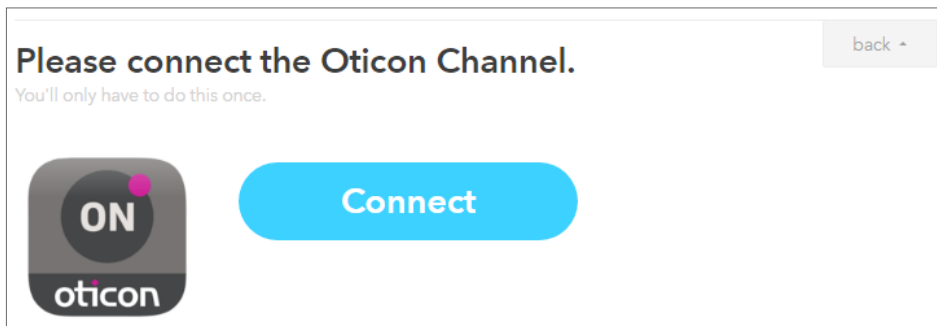 back
Please connect the Oticon Channel.
You'll only have to do this once.
Connect
ON
oticon